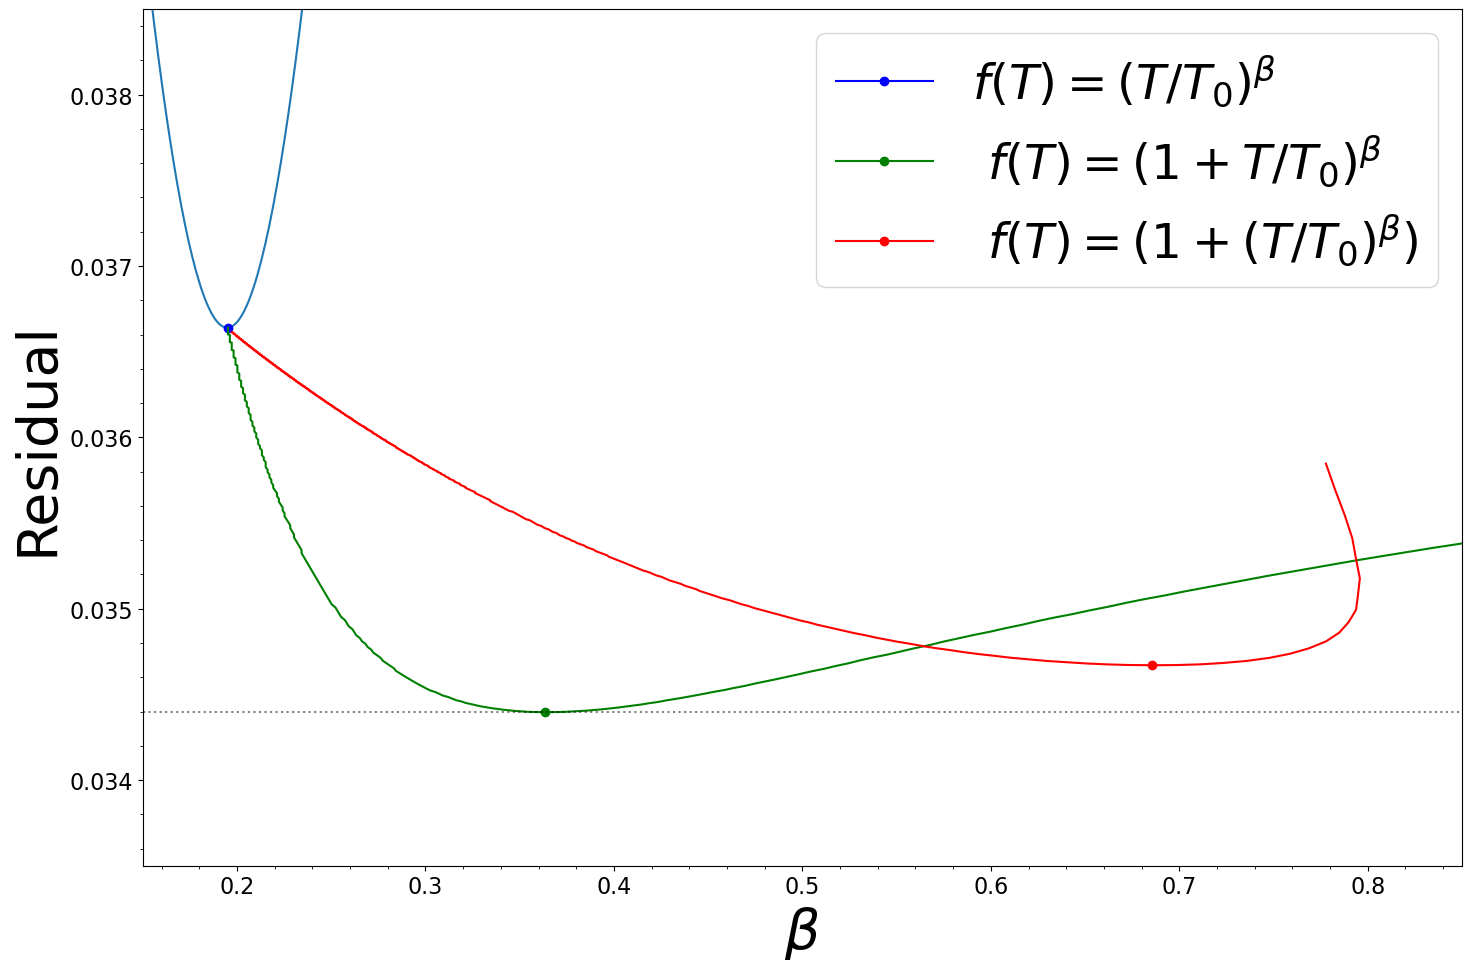 f(T) = (T/T₀)^β
f(T) = (1 + T/T₀)^β
f(T) = (1 + (T/T₀)^β)
Residual
0.038
0.037
0.036
0.035
0.034
0.2 0.3 0.4 0.5 0.6 0.7 0.8
β